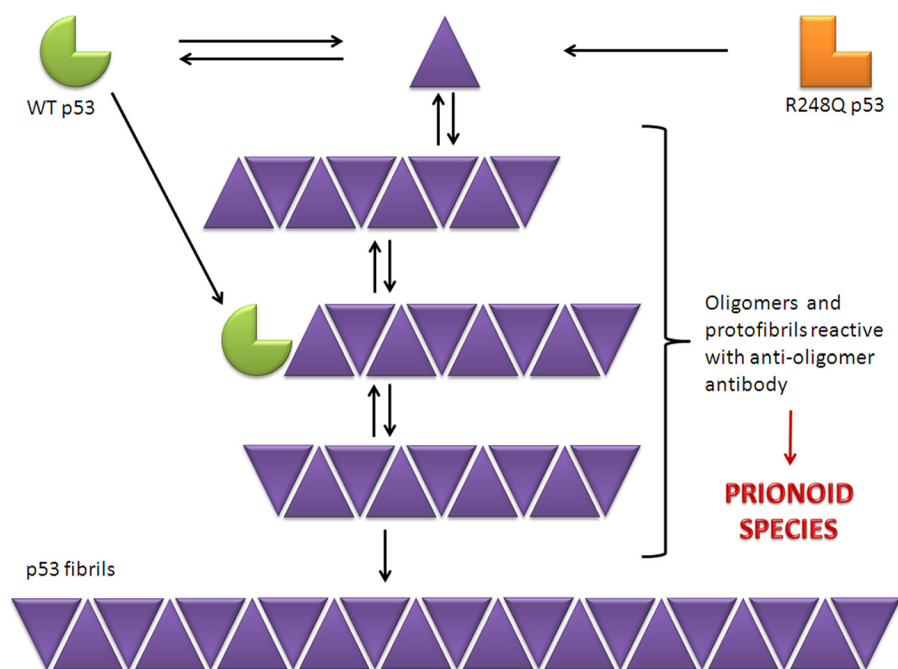 WT p53
R248Q p53
Oligomers and
protofibrils reactive
with anti-oligomer
antibody
PRIONOID
SPECIES
p53 fibrils